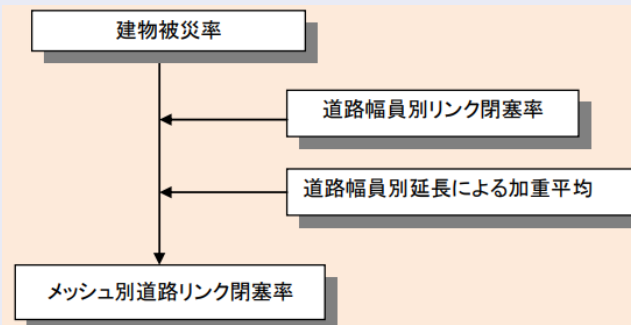 建物被災率
道路幅員別リンク閉塞率
道路幅員別延長による加重平均
メッシュ別道路リンク閉塞率